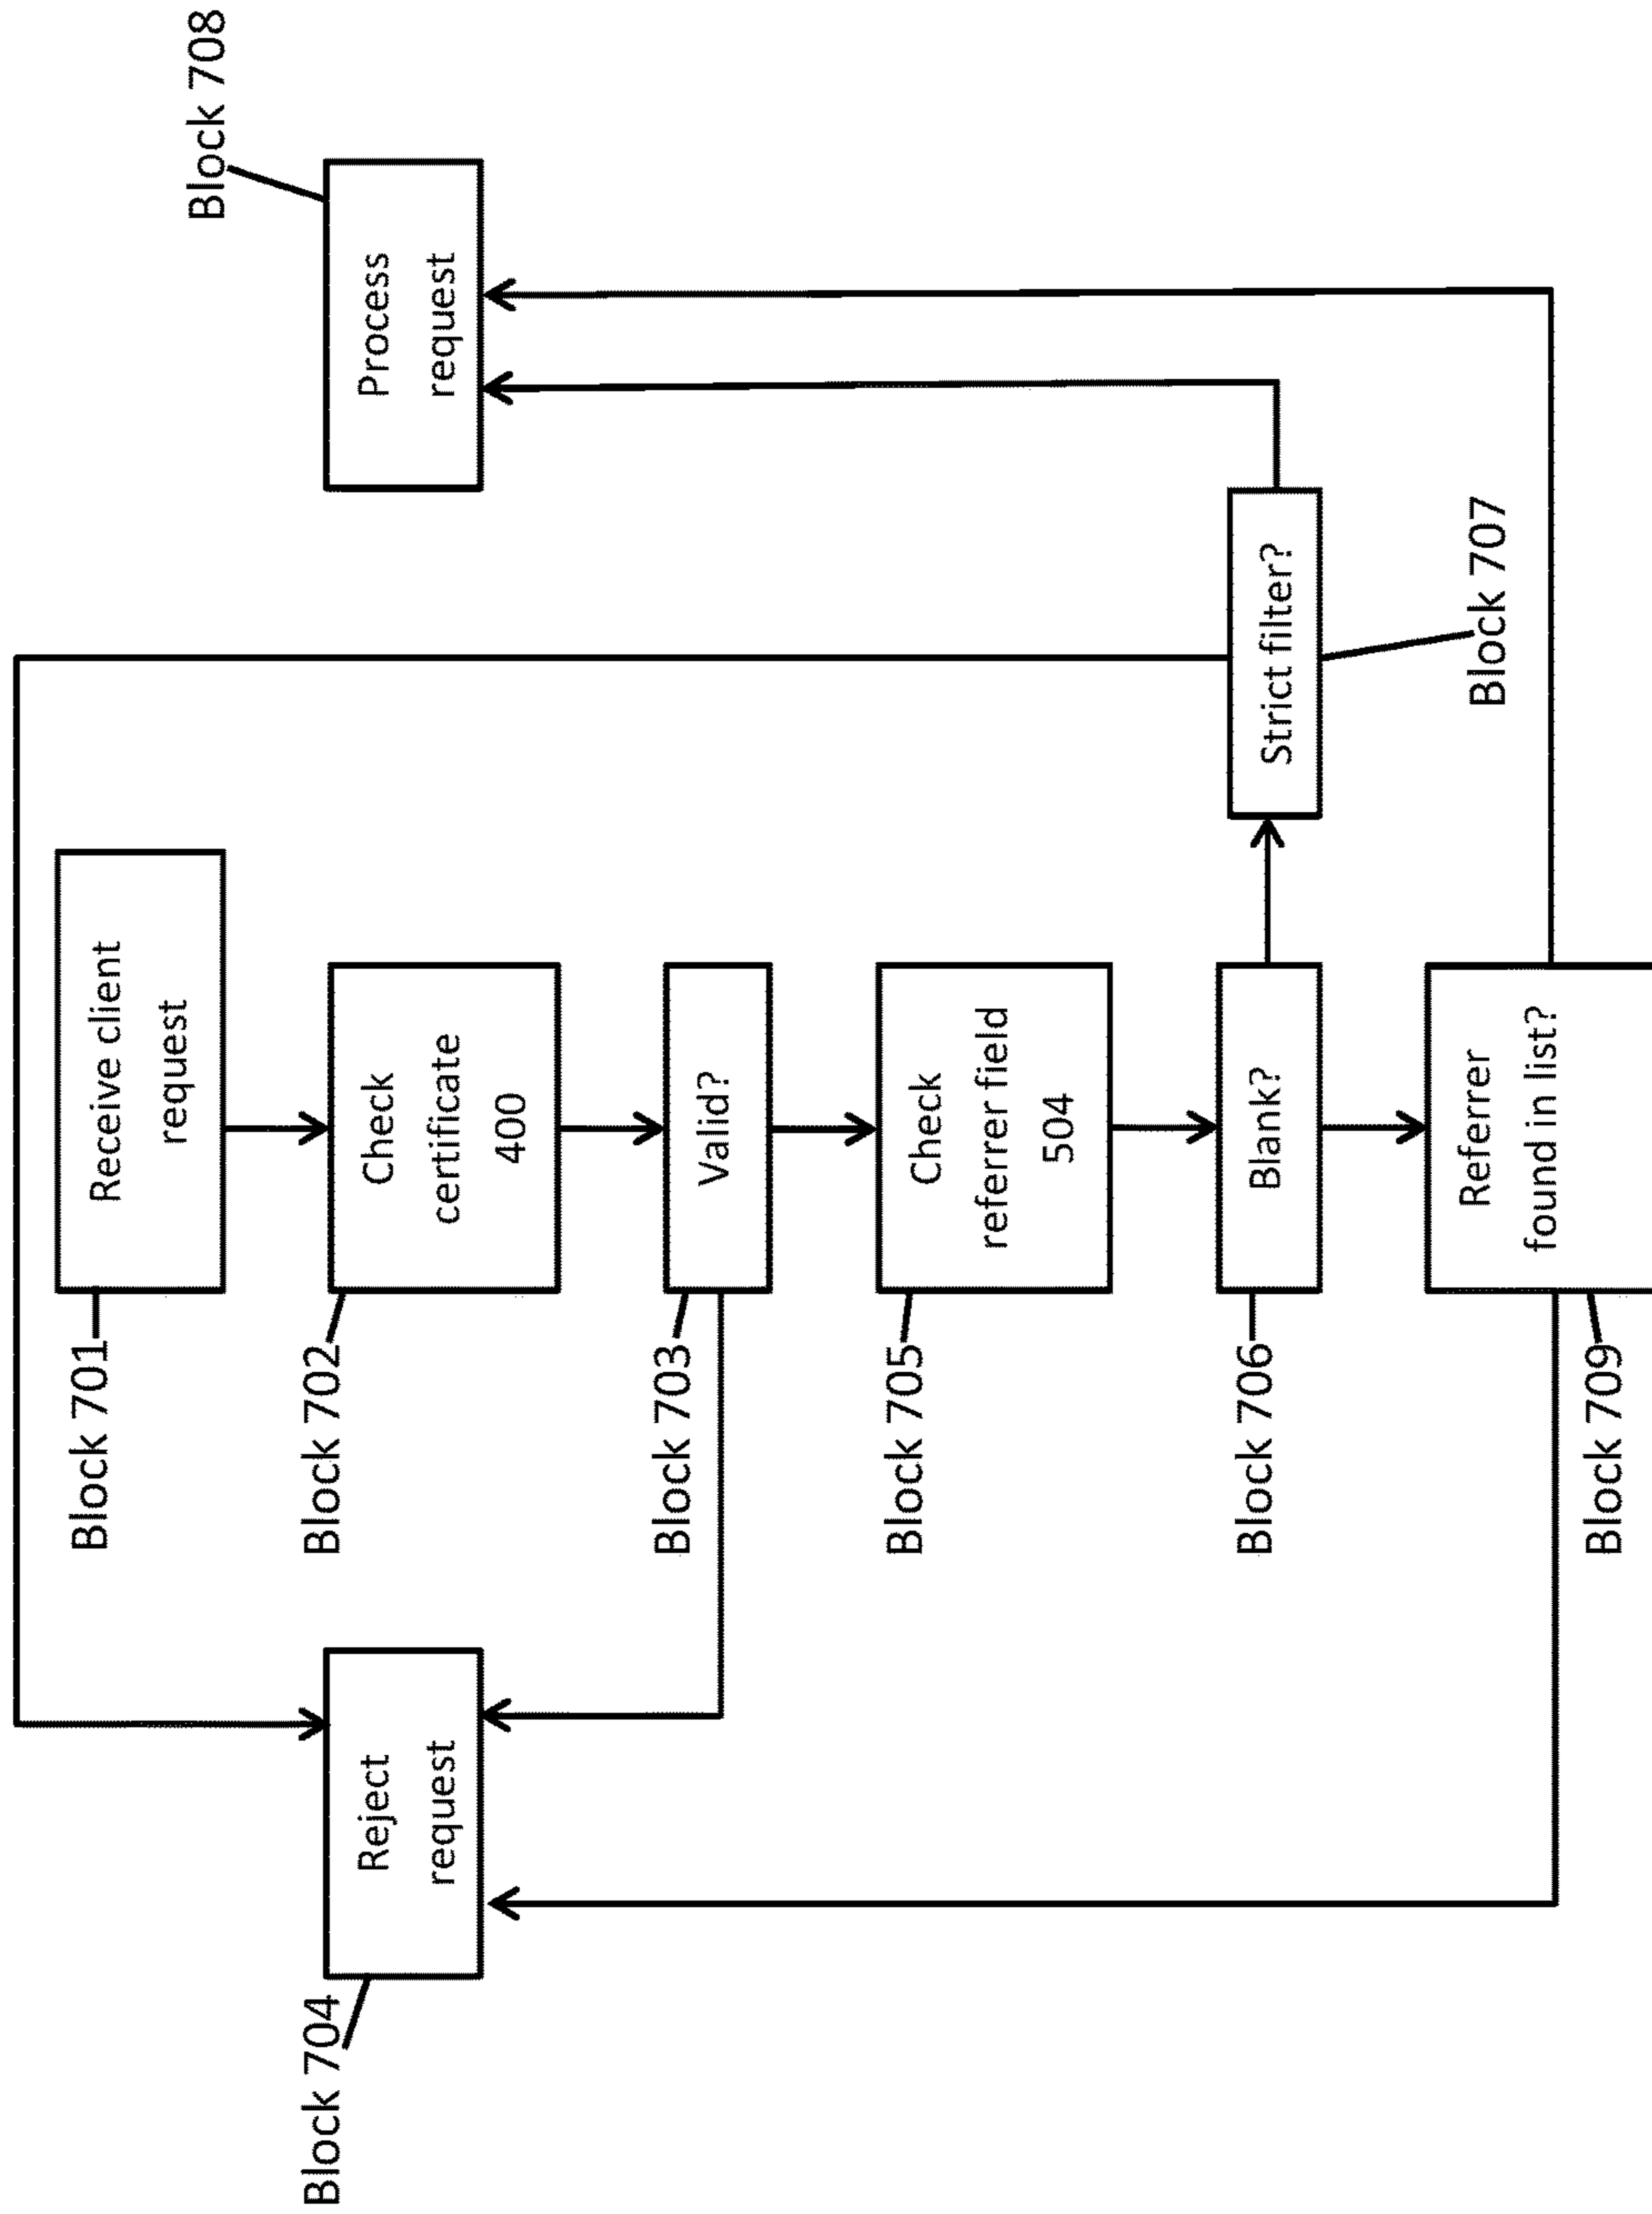 Block 701
Receive client
request
Block 702
Check
certificate
400
Block 703
Valid?
Block 704
Reject
request
Block 705
Check
referrer field
504
Block 706
Blank?
Strict filter?
Block 707
Process
request
Block 708
Block 709
Referrer
found in list?